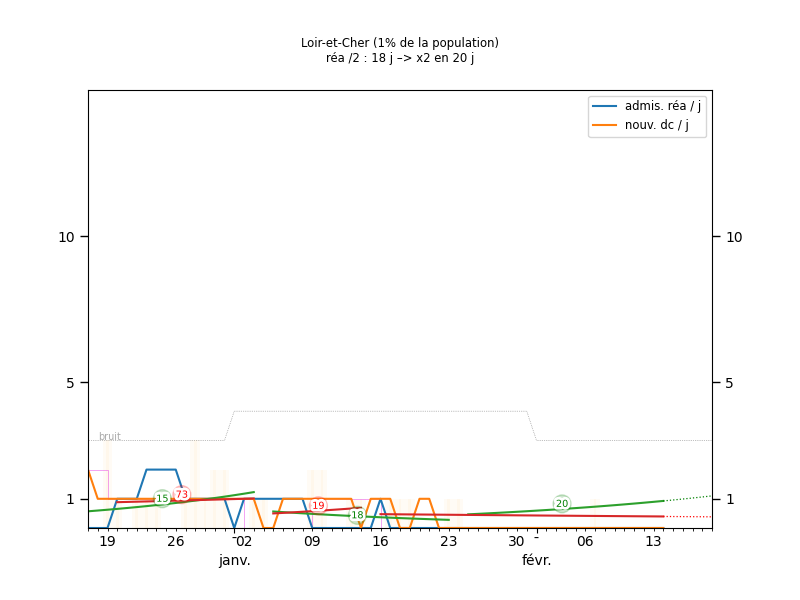 Loir-et-Cher (1% de la population)
réa /2 : 18 j –> x2 en 20 j
admis. réa / j
nouv. dc / j
10
10
5
5
bruit
1
15
73
19
18
20
1
19
26
02
09
16
23
30
06
13
janv.
févr.